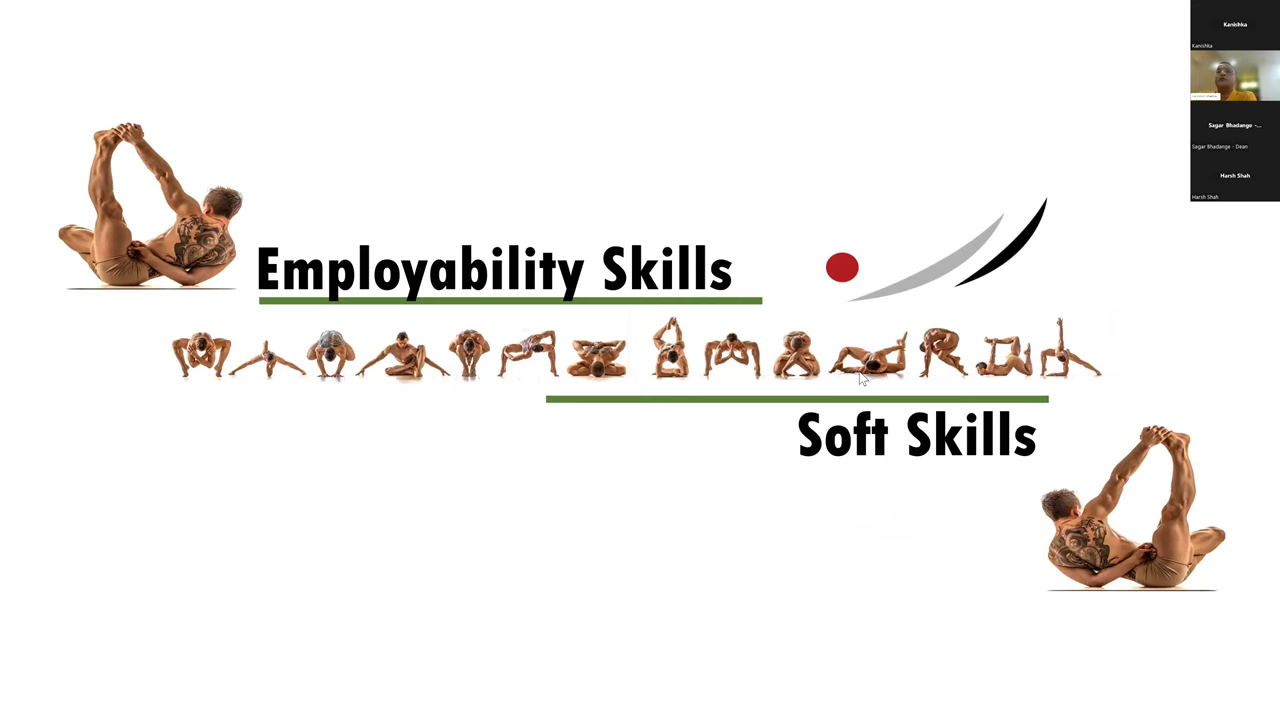 Kanishka
Kanishka
Sagar Bhadange -...
Sagar Bhadange - Dean
Harsh Shah
Harsh Shah
Employability Skills
Soft Skills